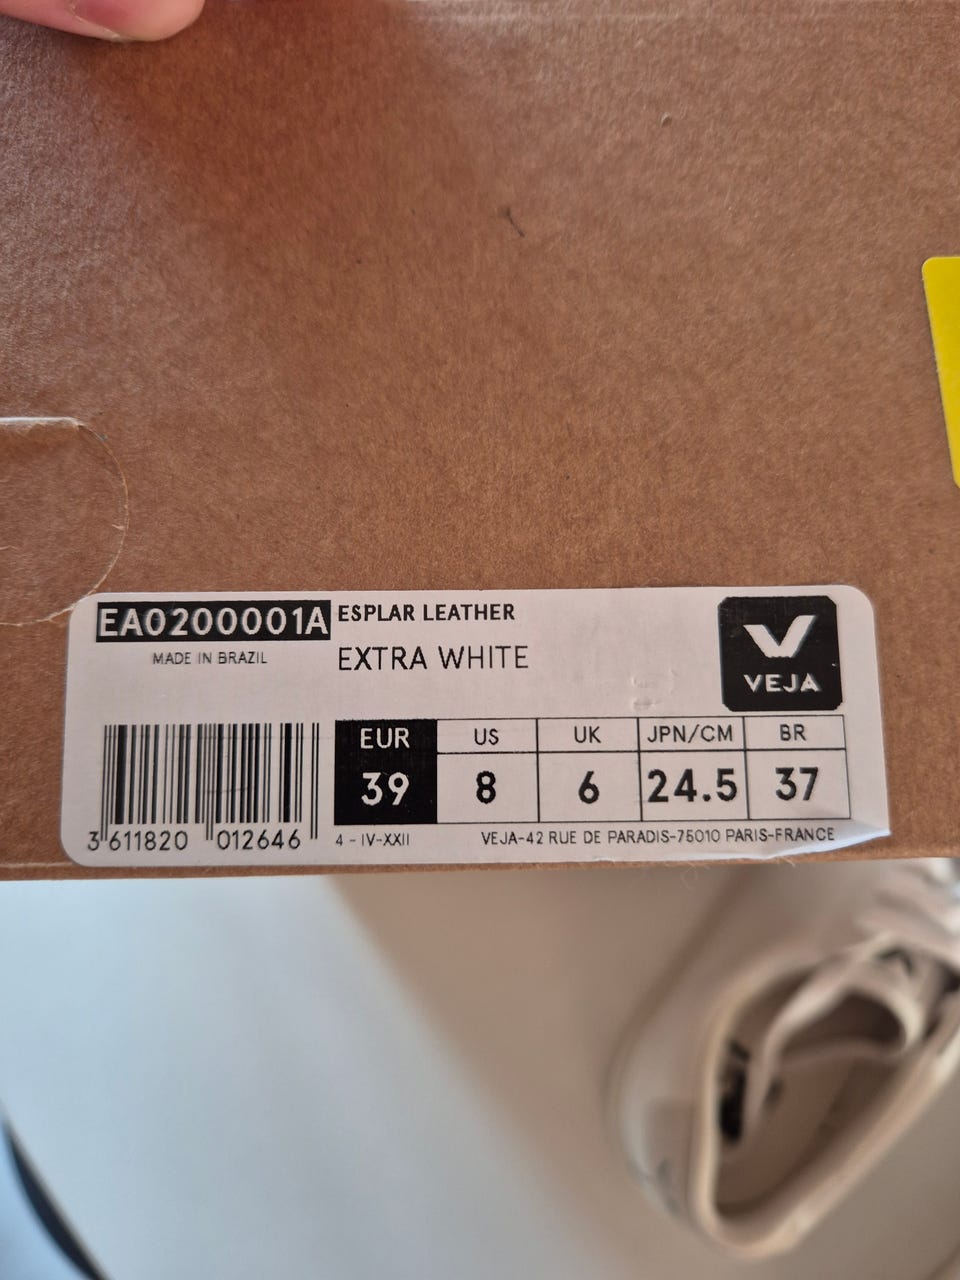 EA0200001A ESPLAR LEATHER
MADE IN BRAZIL EXTRA WHITE
VEJA
EUR US UK JPN/CM BR
39 8 6 24.5 37
3 611820 012646 4 - IV-XXII VEJA-42 RUE DE PARADIS-75010 PARIS-FRANCE